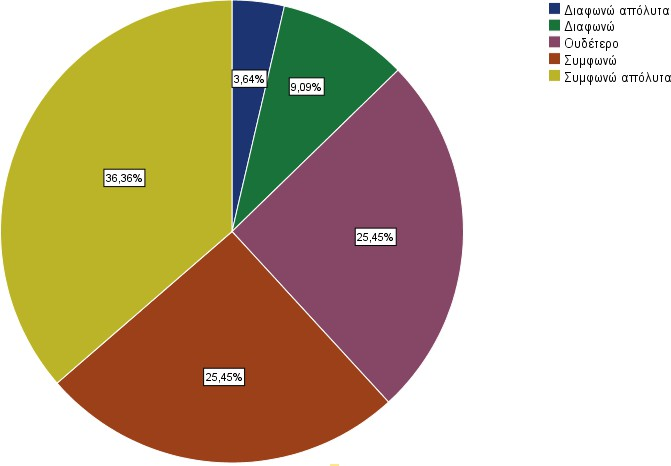 Διαφωνώ απόλυτα
Διαφωνώ
Ουδέτερο
Συμφωνώ
Συμφωνώ απόλυτα
3,64%
9,09%
36,36%
25,45%
25,45%